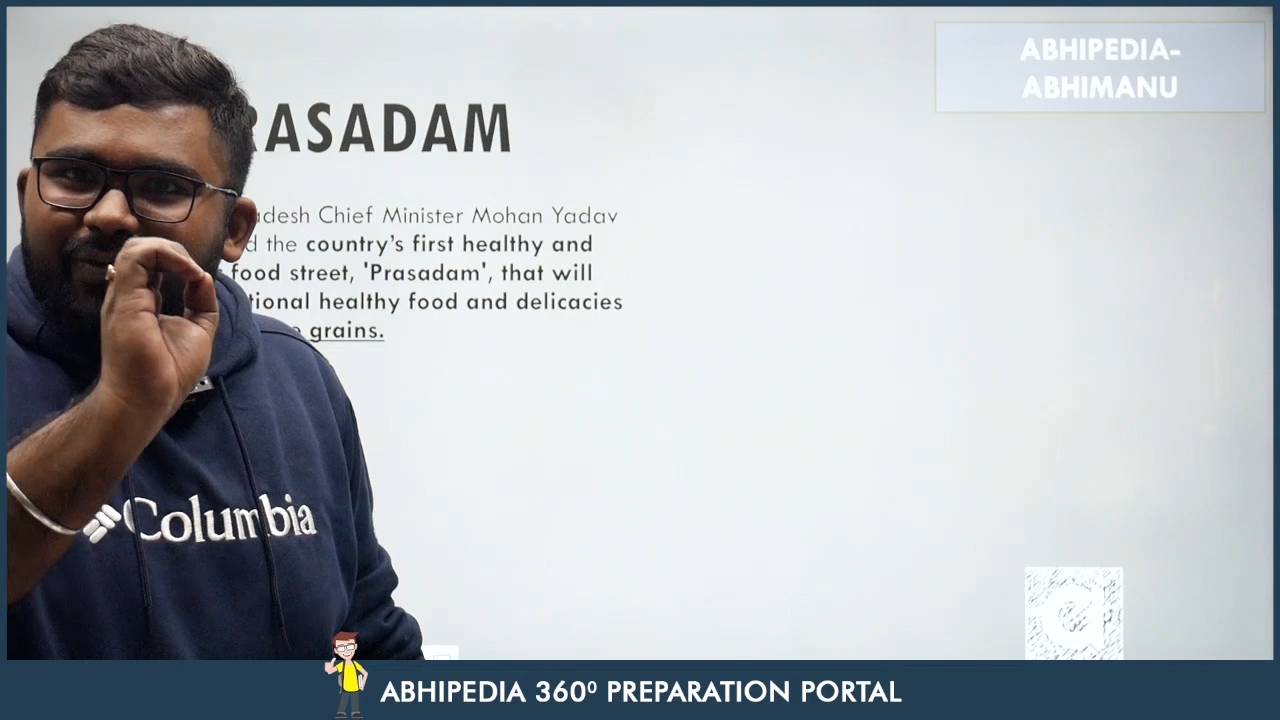 ABHIPEDIA-
ABHIMANU
RASADAM
adesh Chief Minister Mohan Yadav
d the country's first healthy and
food street, 'Prasadam', that will
tional healthy food and delicacies
grains.
Columbia
ABHIPEDIA 360⁰ PREPARATION PORTAL